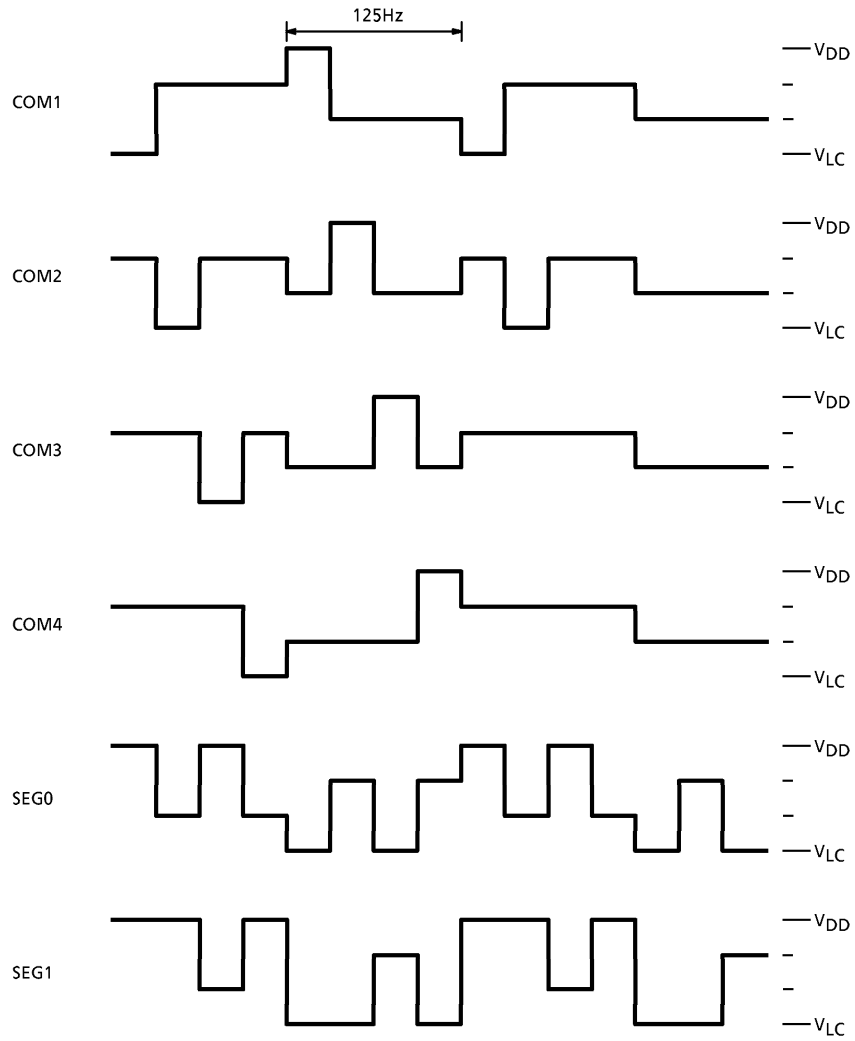 125Hz
COM1
VDD
VLC
COM2
VDD
VLC
COM3
VDD
VLC
COM4
VDD
VLC
SEG0
VDD
VLC
SEG1
VDD
VLC